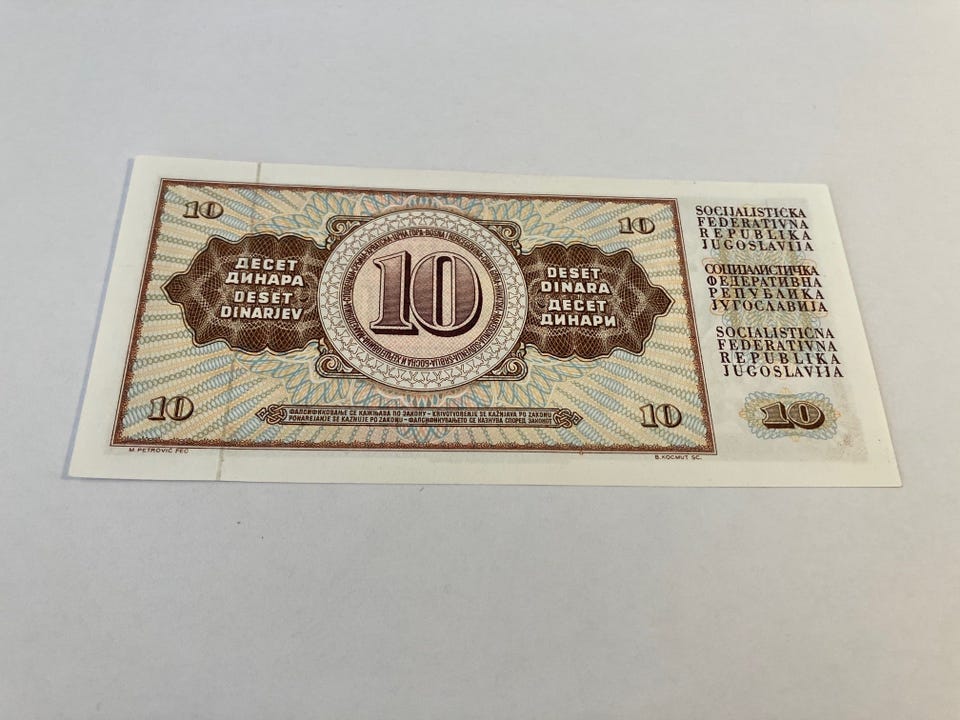 10
10
ДЕСЕТ
ДИНАРА
DESET
DINARJEV
10
DESET
DINARA
ДЕСЕТ
ДИНАРИ
10
10
ФАЛСИФИКОВАЊЕ СЕ КАЖЊАВА ПО ЗАКОНУ - KRIVOTVORENJE SE KAŽNJAVA PO ZAKONU
PONAREJANJE SE KAZNUJE PO ZAKONU - ФАЛСИФИКУВАЊЕТО СЕ КАЗНУВА СПОРЕД ЗАКОНОТ
M. PETROVIĆ FEC
B. KOCMUT SC.
SOCIJALISTIČKA
FEDERATIVNA
REPUBLIKA
JUGOSLAVIJA
СОЦИЈАЛИСТИЧКА
ФЕДЕРАТИВНА
РЕПУБЛИКА
ЈУГОСЛАВИЈА
SOCIALISTIČNA
FEDERATIVNA
REPUBLIKA
JUGOSLAVIJA
10